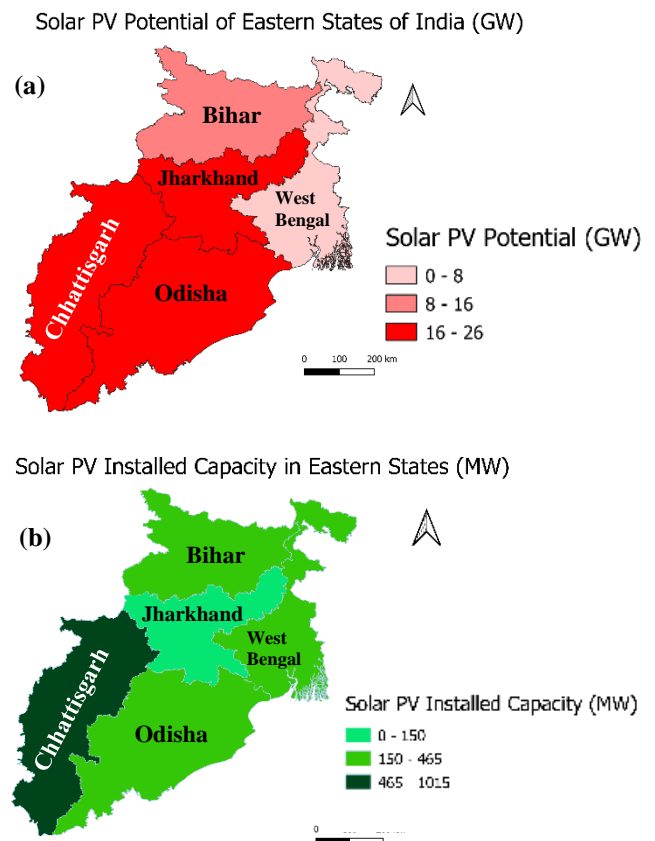 Solar PV Potential of Eastern States of India (GW)
(a)
Bihar
Jharkhand
West
Bengal
Chhattisgarh
Odisha
Solar PV Potential (GW)
0 - 8
8 - 16
16 - 26
0 100 200 km
Solar PV Installed Capacity in Eastern States (MW)
(b)
Bihar
Jharkhand
West
Bengal
Chhattisgarh
Odisha
Solar PV Installed Capacity (MW)
0 - 150
150 - 465
465 1015
0